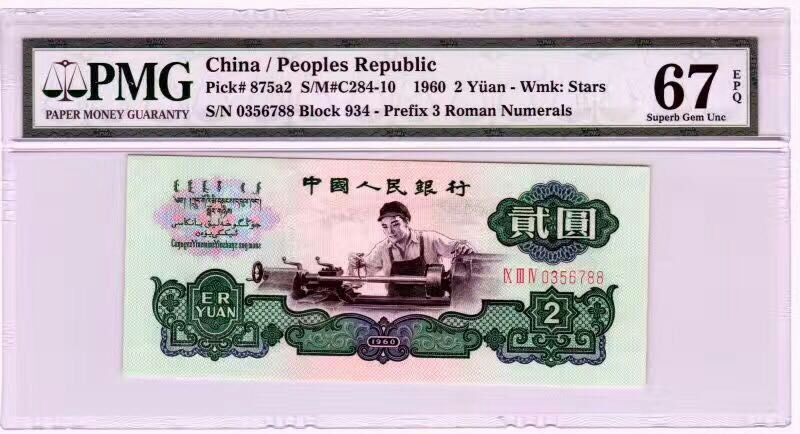 PMG
PAPER MONEY GUARANTY
China / Peoples Republic
Pick# 875a2 S/M#C284-10 1960 2 Yüan - Wmk: Stars
S/N 0356788 Block 934 - Prefix 3 Roman Numerals
67
EPQ
Superb Gem Unc
中國人民銀行
貳圓
IX III IV 0356788
ER
YUAN
1960
2